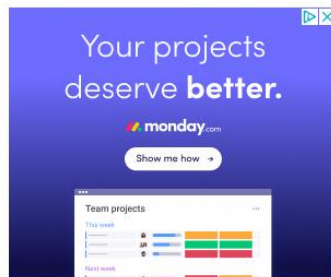 Your projects
deserve better.
monday.com
Show me how →
Team projects
This week
Next week